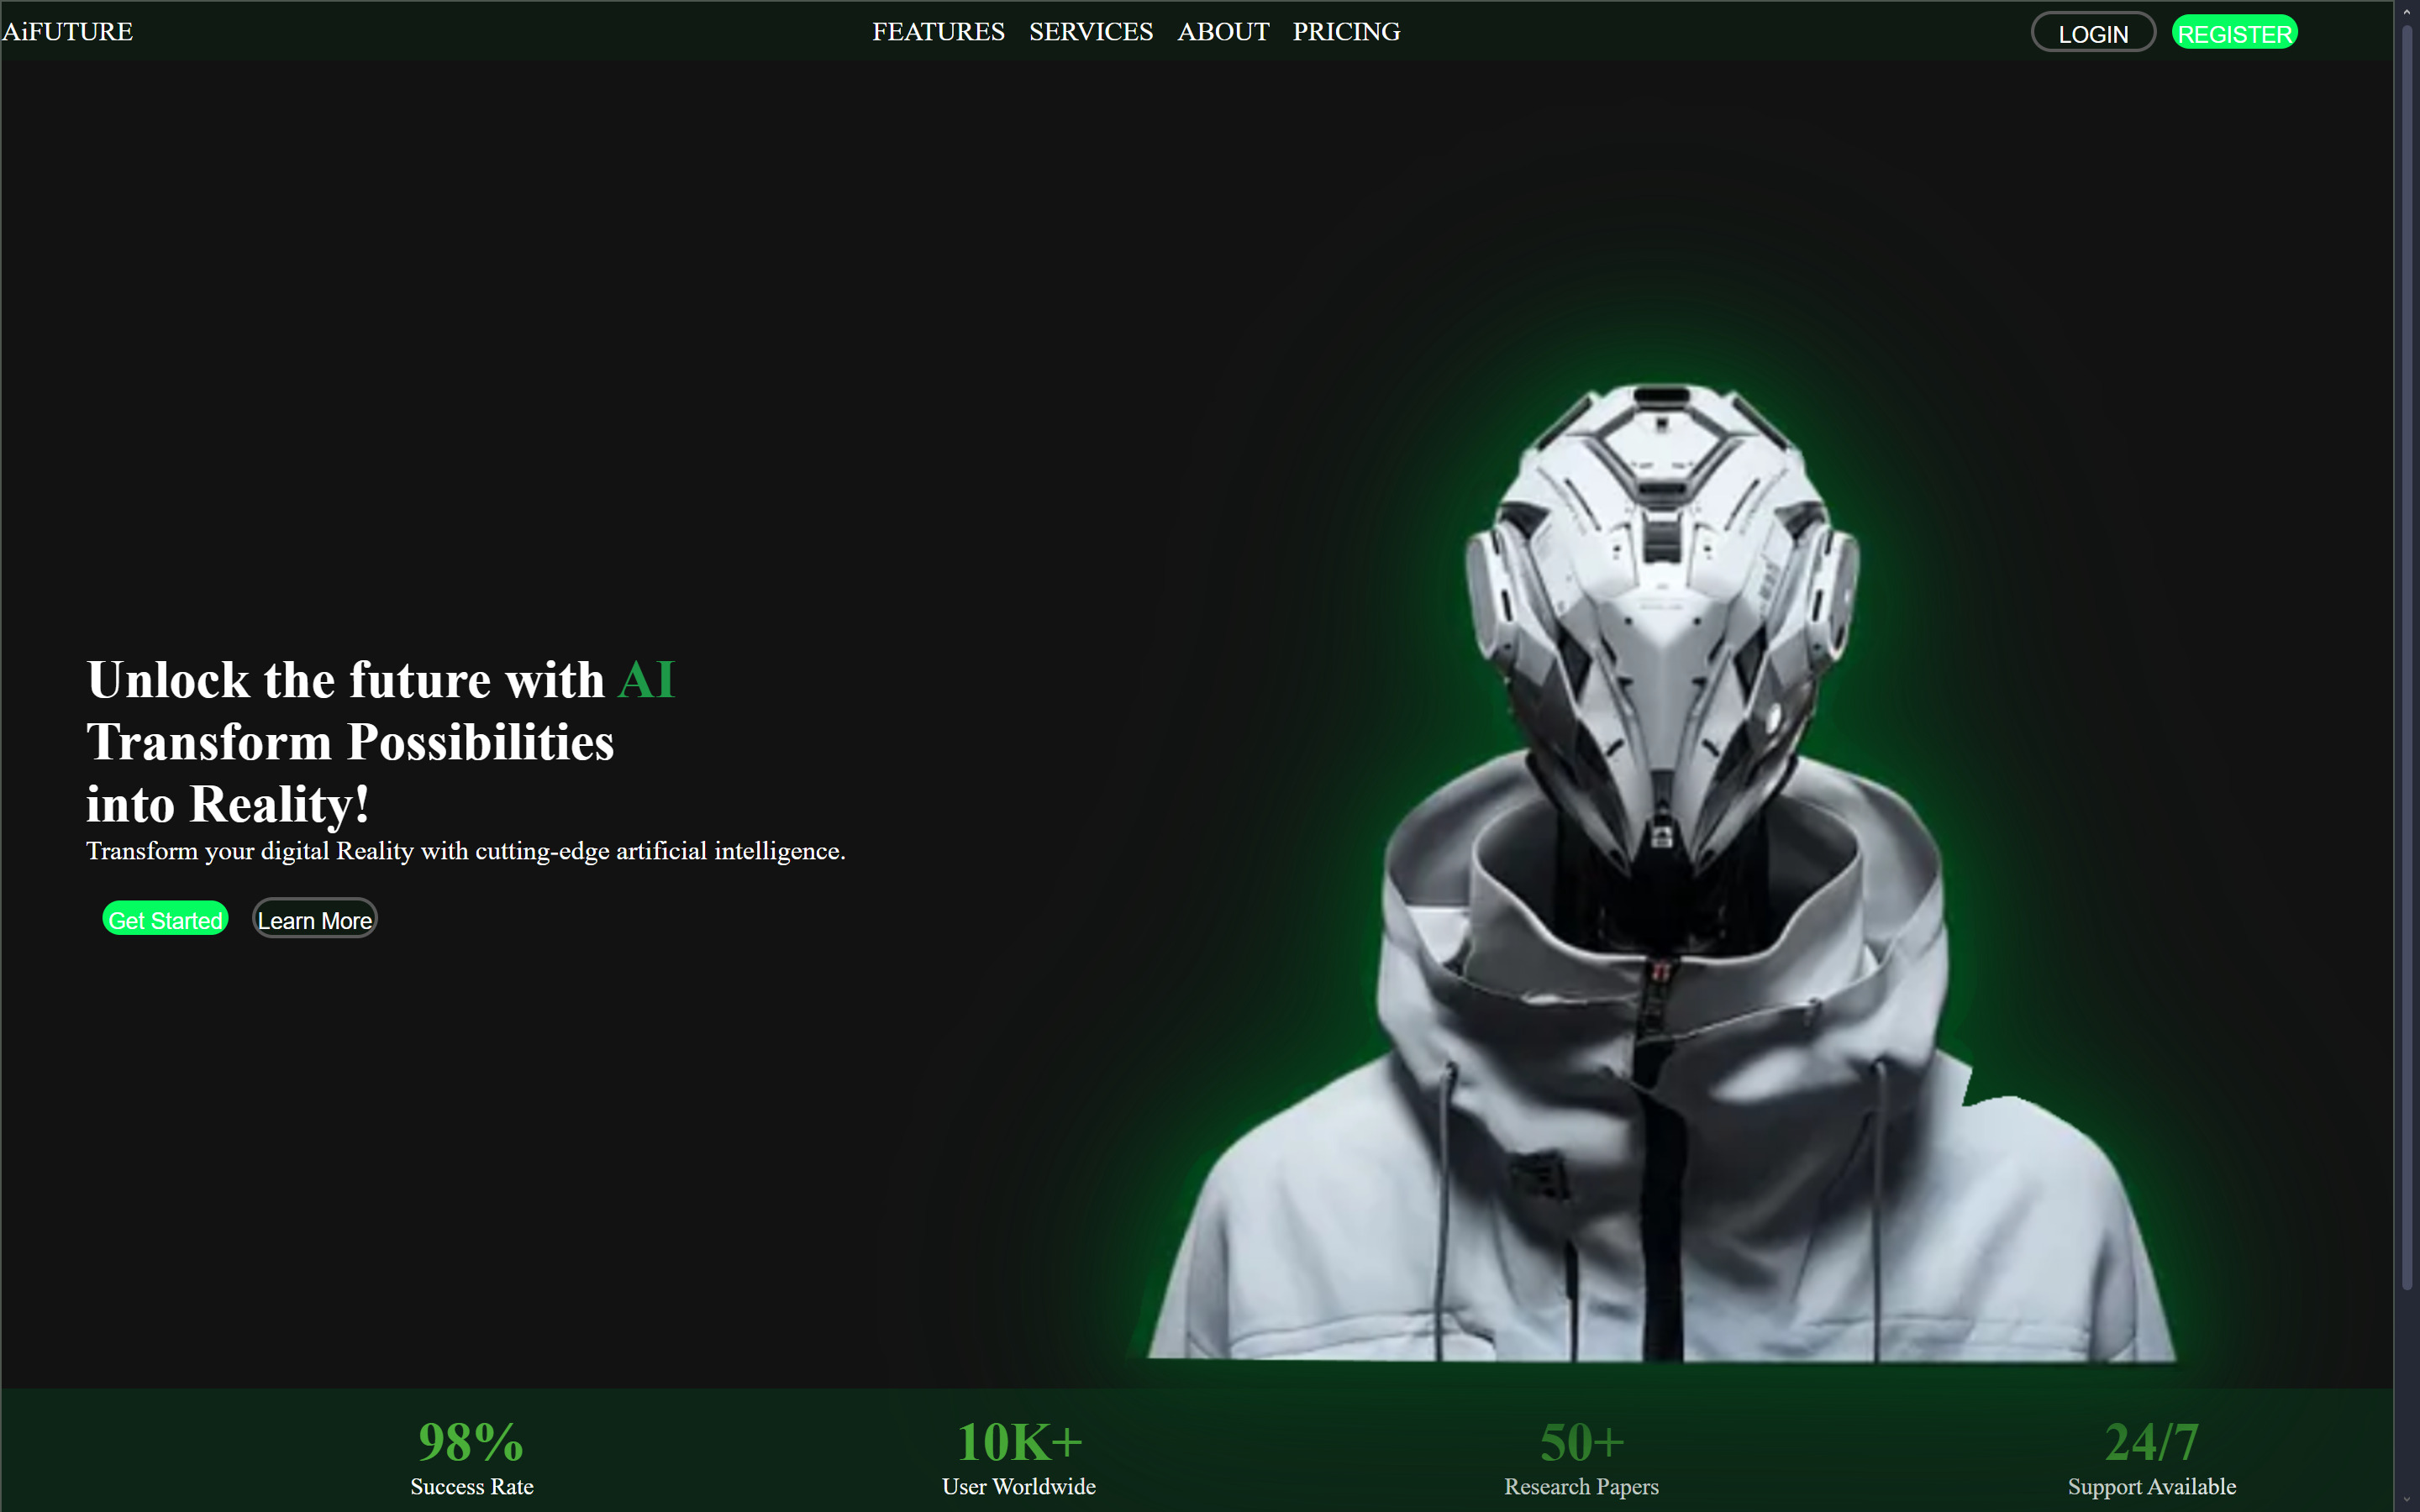 AiFUTURE
FEATURES SERVICES ABOUT PRICING
LOGIN REGISTER
Unlock the future with AI
Transform Possibilities
into Reality!
Transform your digital Reality with cutting-edge artificial intelligence.
Get Started Learn More
98% 10K+ 50+ 24/7
Success Rate User Worldwide Research Papers Support Available